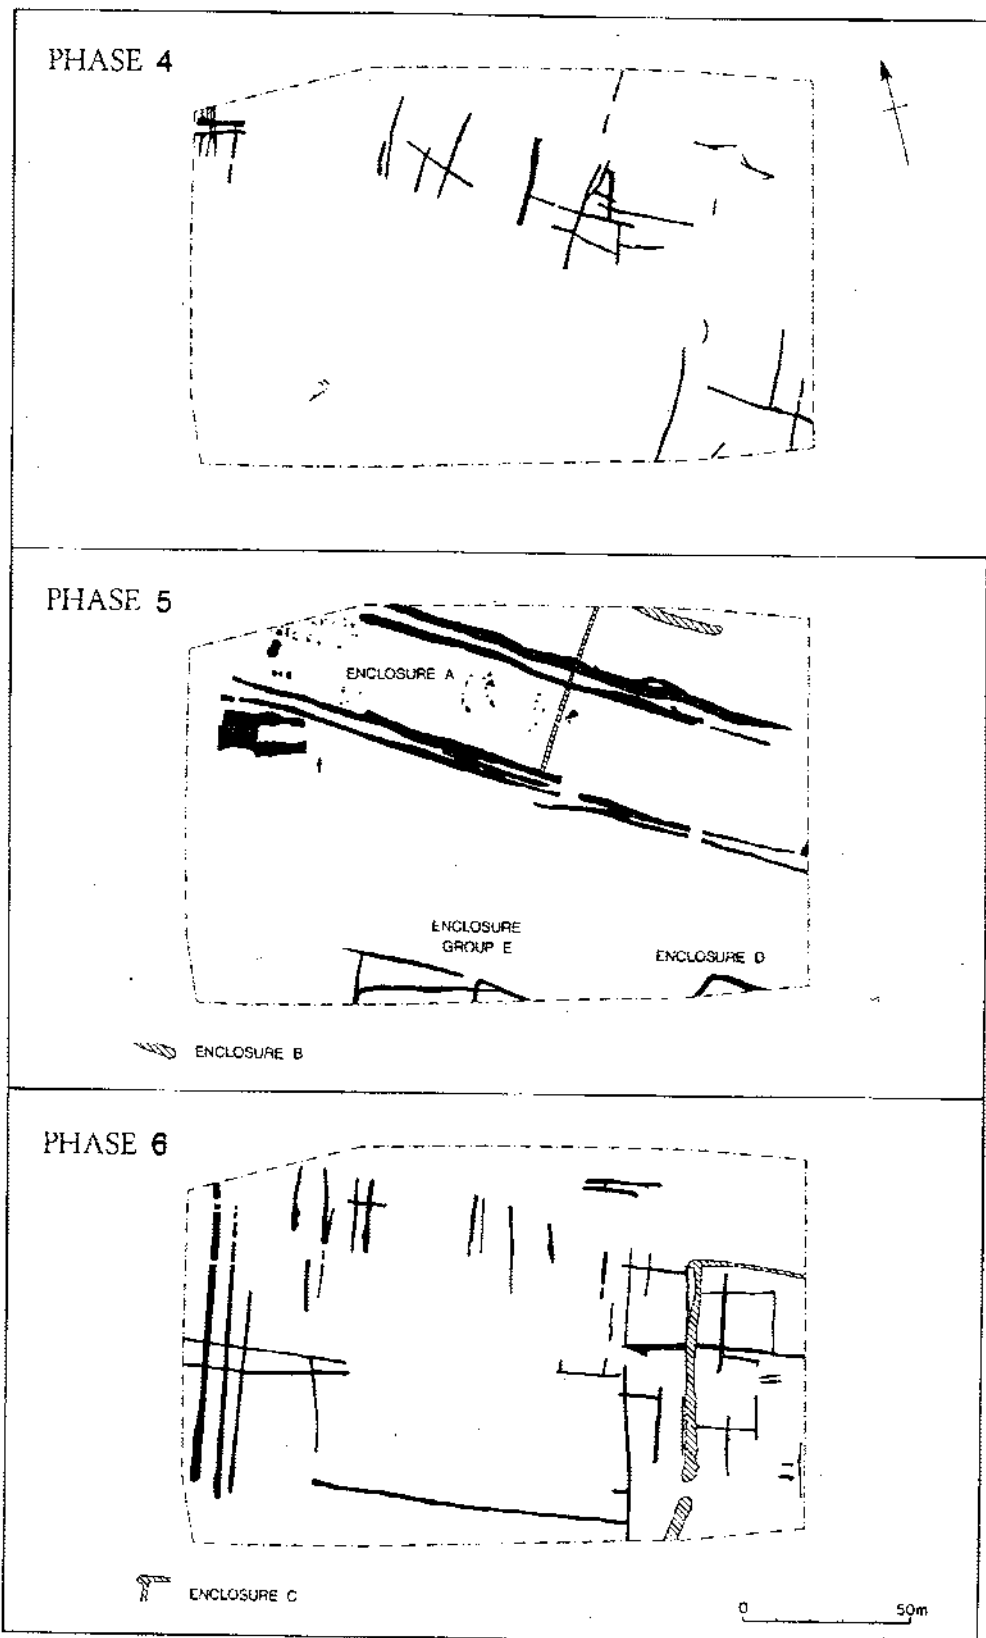 PHASE 4
PHASE 5
ENCLOSURE A
ENCLOSURE
GROUP E
ENCLOSURE D
ENCLOSURE B
PHASE 6
ENCLOSURE C
0 50m